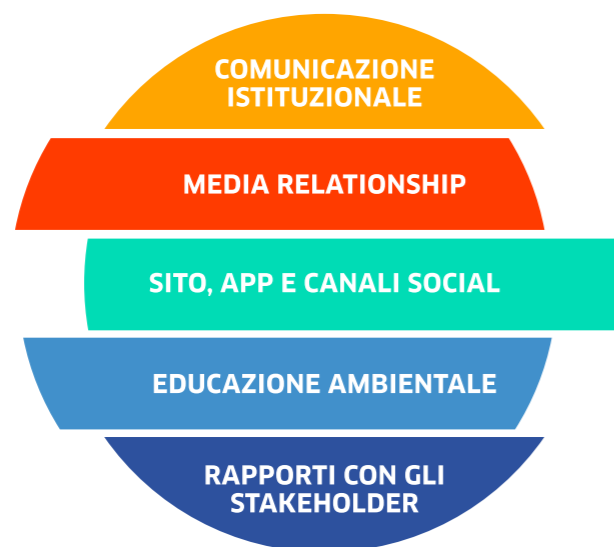 COMUNICAZIONE
ISTITUZIONALE
MEDIA RELATIONSHIP
SITO, APP E CANALI SOCIAL
EDUCAZIONE AMBIENTALE
RAPPORTI CON GLI
STAKEHOLDER